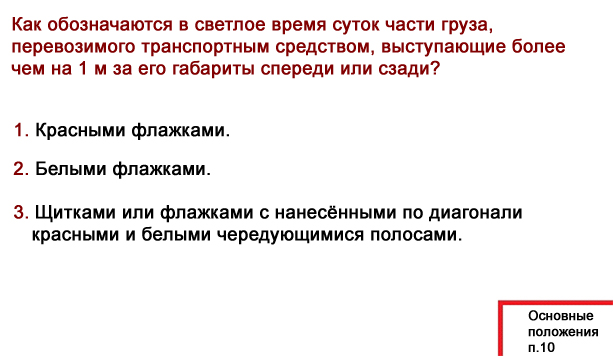 Как обозначаются в светлое время суток части груза,
перевозимого транспортным средством, выступающие более
чем на 1 м за его габариты спереди или сзади?
1. Красными флажками.
2. Белыми флажками.
3. Щитками или флажками с нанесёнными по диагонали
красными и белыми чередующимися полосами.
Основные
положения
п.10